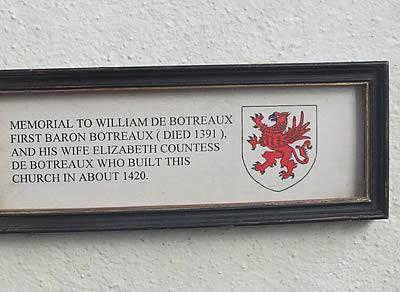 MEMORIAL TO WILLIAM DE BOTREAUX
FIRST BARON BOTREAUX ( DIED 1391 ),
AND HIS WIFE ELIZABETH COUNTESS
DE BOTREAUX WHO BUILT THIS
CHURCH IN ABOUT 1420.